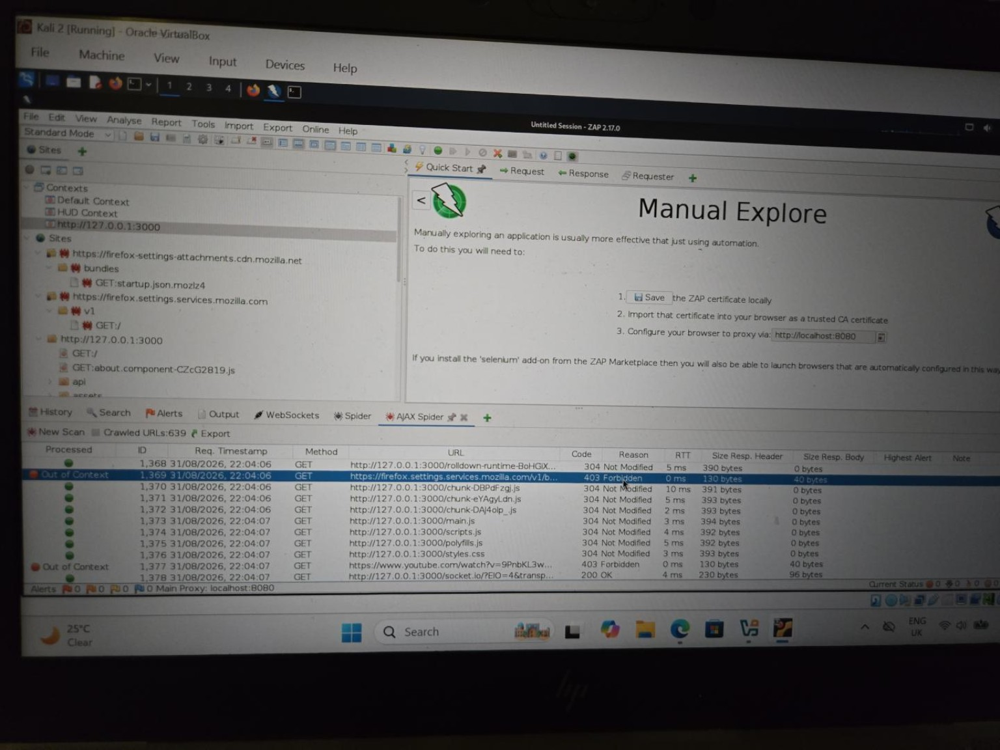 Kali 2 [Running] - Oracle VirtualBox
File Machine View Input Devices Help
1 2 3 4
Untitled Session - ZAP 2.17.0
File Edit View Analyse Report Tools Import Export Online Help
Standard Mode
Sites
Quick Start Request Response Requester
Contexts
Default Context
HUD Context
http://127.0.0.1:3000
Sites
https://firefox-settings-attachments.cdn.mozilla.net
bundles
GET:startup.json.mozlz4
https://firefox.settings.services.mozilla.com
v1
GET:/
http://127.0.0.1:3000
GET:/
GET:about.component-CZcG2819.js
api
assets
<
Manual Explore
Manually exploring an application is usually more effective that just using automation.
To do this you will need to:
1. Save the ZAP certificate locally
2. Import that certificate into your browser as a trusted CA certificate
3. Configure your browser to proxy via: http://localhost:8080
If you install the 'selenium' add-on from the ZAP Marketplace then you will also be able to launch browsers that are automatically configured in this way
History Search Alerts Output WebSockets Spider AJAX Spider
New Scan Crawled URLs:639 Export
Processed ID Req. Timestamp Method URL Code Reason RTT Size Resp. Header Size Resp. Body Highest Alert Note
1,368 31/08/2026, 22:04:06 GET http://127.0.0.1:3000/rolldown-runtime-BoHGiX... 304 Not Modified 5 ms 390 bytes 0 bytes
Out of Context 1,369 31/08/2026, 22:04:06 GET https://firefox.settings.services.mozilla.com/v1/b... 403 Forbidden 0 ms 130 bytes 40 bytes
1,370 31/08/2026, 22:04:06 GET http://127.0.0.1:3000/chunk-DBPdFzgj.js 304 Not Modified 10 ms 391 bytes 0 bytes
1,371 31/08/2026, 22:04:06 GET http://127.0.0.1:3000/chunk-eYAgyLdn.js 304 Not Modified 5 ms 393 bytes 0 bytes
1,372 31/08/2026, 22:04:06 GET http://127.0.0.1:3000/chunk-DAJ4olp_.js 304 Not Modified 2 ms 393 bytes 0 bytes
1,373 31/08/2026, 22:04:07 GET http://127.0.0.1:3000/main.js 304 Not Modified 3 ms 394 bytes 0 bytes
1,374 31/08/2026, 22:04:07 GET http://127.0.0.1:3000/scripts.js 304 Not Modified 4 ms 392 bytes 0 bytes
1,375 31/08/2026, 22:04:07 GET http://127.0.0.1:3000/polyfills.js 304 Not Modified 5 ms 392 bytes 0 bytes
1,376 31/08/2026, 22:04:07 GET http://127.0.0.1:3000/styles.css 304 Not Modified 3 ms 393 bytes 0 bytes
Out of Context 1,377 31/08/2026, 22:04:07 GET https://www.youtube.com/watch?v=9PnbKL3w... 403 Forbidden 0 ms 130 bytes 40 bytes
1,378 31/08/2026, 22:04:07 GET http://127.0.0.1:3000/socket.io/?EIO=4&transp... 200 OK 4 ms 230 bytes 96 bytes
Alerts 0 0 0 0 Main Proxy: localhost:8080
Current Status 0 0 0
25°C
Clear
Search
ENG
UK
hp